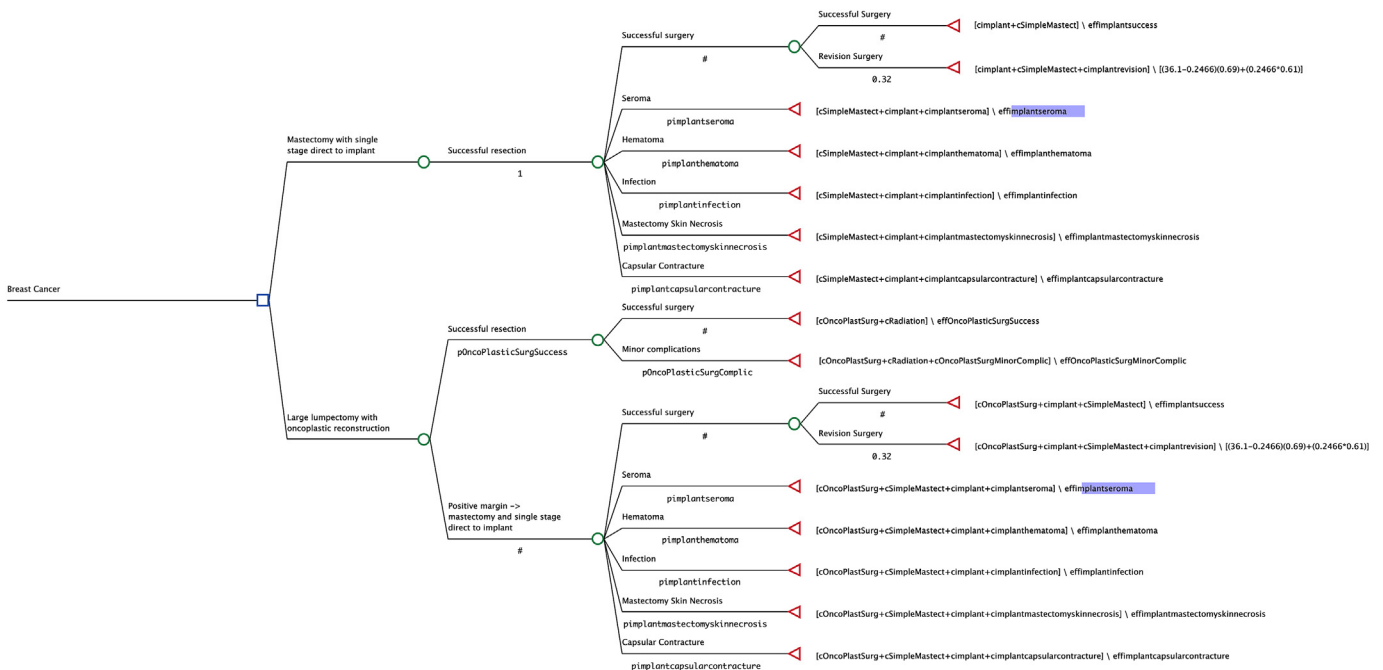 Successful Surgery
#
[cimplant+cSimpleMastect] \ effimplantsuccess
Successful surgery
#
Revision Surgery
0.32
[cimplant+cSimpleMastect+cimplantrevision] \ [(36.1-0.2466)(0.69)+(0.2466*0.61)]
Seroma
pimplantseroma
[cSimpleMastect+cimplant+cimplantseroma] \ effimplantseroma
Mastectomy with single
stage direct to implant
Successful resection
1
Hematoma
pimplanthematoma
[cSimpleMastect+cimplant+cimplanthematoma] \ effimplanthematoma
Infection
pimplantinfection
[cSimpleMastect+cimplant+cimplantinfection] \ effimplantinfection
Mastectomy Skin Necrosis
pimplantmastectomyskinnecrosis
[cSimpleMastect+cimplant+cimplantmastectomyskinnecrosis] \ effimplantmastectomyskinnecrosis
Capsular Contracture
pimplantcapsularcontracture
[cSimpleMastect+cimplant+cimplantcapsularcontracture] \ effimplantcapsularcontracture
Breast Cancer
Successful resection
pOncoPlasticSurgSuccess
Successful surgery
#
[cOncoPlastSurg+cRadiation] \ effOncoPlasticSurgSuccess
Minor complications
pOncoPlasticSurgComplic
[cOncoPlastSurg+cRadiation+cOncoPlastSurgMinorComplic] \ effOncoPlasticSurgMinorComplic
Large lumpectomy with
oncoplastic reconstruction
Successful Surgery
#
[cOncoPlastSurg+cimplant+cSimpleMastect] \ effimplantsuccess
Successful surgery
#
Revision Surgery
0.32
[cOncoPlastSurg+cimplant+cSimpleMastect+cimplantrevision] \ [(36.1-0.2466)(0.69)+(0.2466*0.61)]
Seroma
pimplantseroma
[cOncoPlastSurg+cSimpleMastect+cimplant+cimplantseroma] \ effimplantseroma
Positive margin ->
mastectomy and single stage
direct to implant
#
Hematoma
pimplanthematoma
[cOncoPlastSurg+cSimpleMastect+cimplant+cimplanthematoma] \ effimplanthematoma
Infection
pimplantinfection
[cOncoPlastSurg+cSimpleMastect+cimplant+cimplantinfection] \ effimplantinfection
Mastectomy Skin Necrosis
pimplantmastectomyskinnecrosis
[cOncoPlastSurg+cSimpleMastect+cimplant+cimplantmastectomyskinnecrosis] \ effimplantmastectomyskinnecrosis
Capsular Contracture
pimplantcapsularcontracture
[cOncoPlastSurg+cSimpleMastect+cimplant+cimplantcapsularcontracture] \ effimplantcapsularcontracture